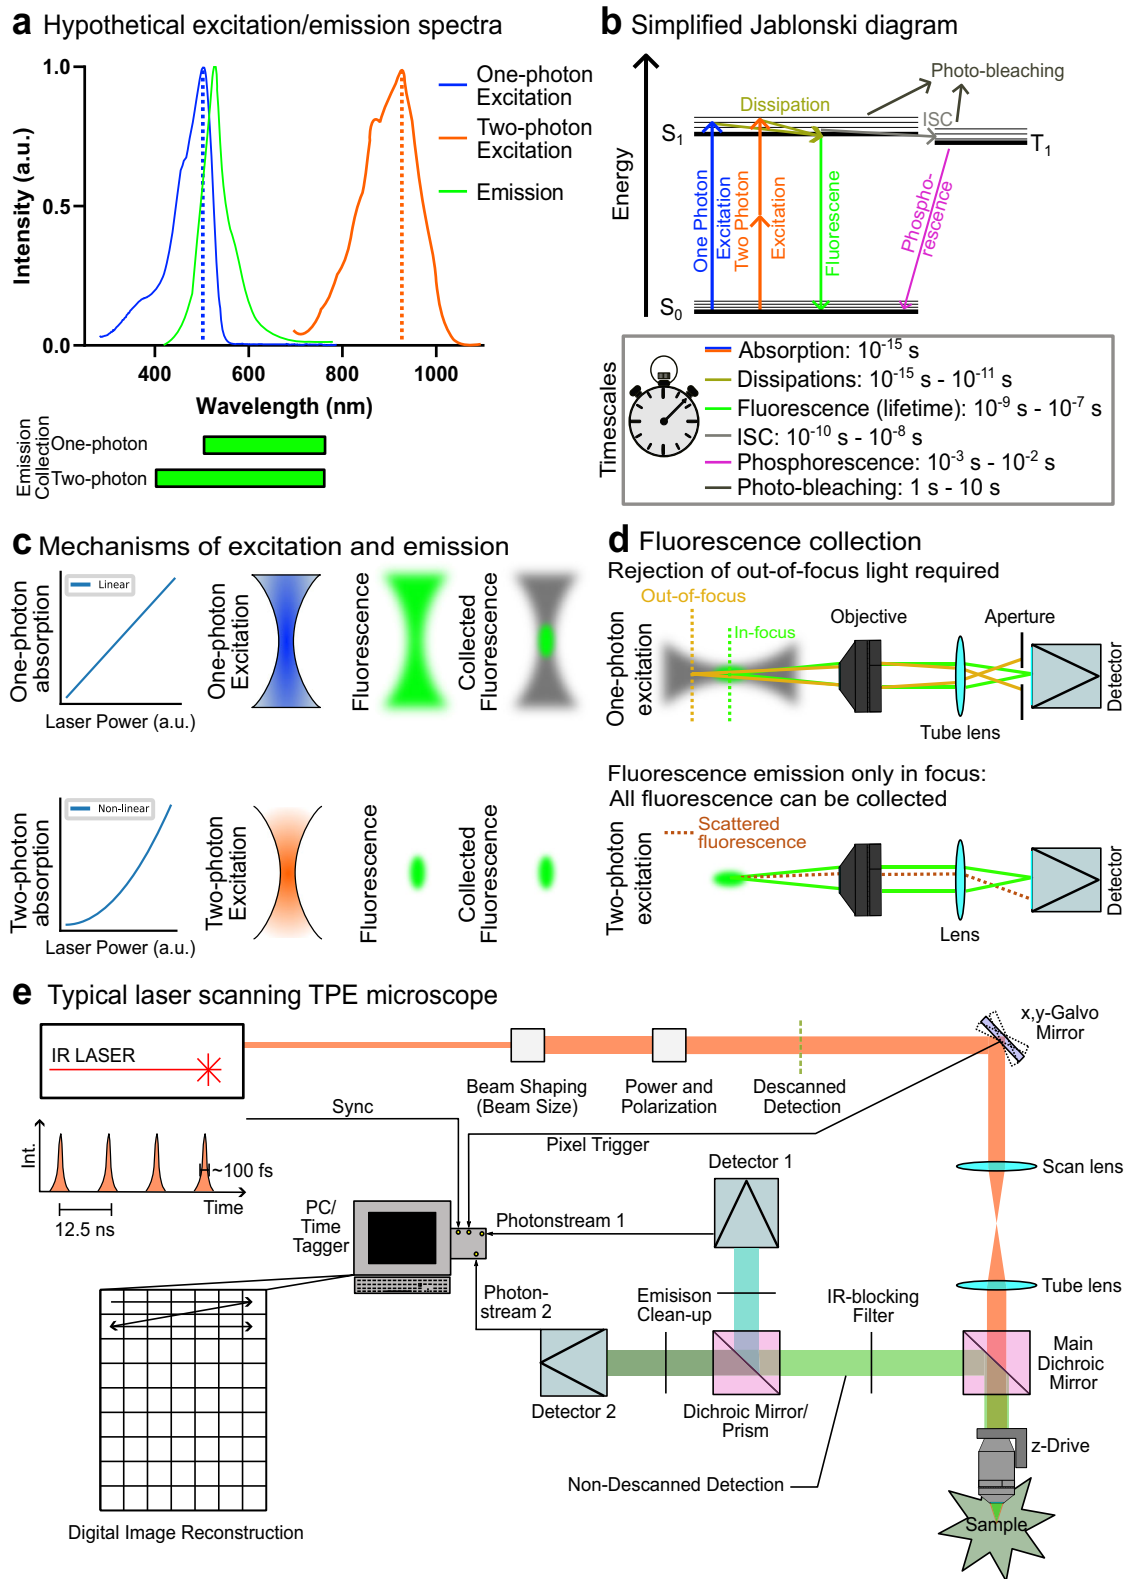 a Hypothetical excitation/emission spectra
Intensity (a.u.)
1.0
0.5
0.0
400 600 800 1000
Wavelength (nm)
One-photon
Excitation
Two-photon
Excitation
Emission
Emission
Collection
One-photon
Two-photon
b Simplified Jablonski diagram
Energy
Photo-bleaching
Dissipation
ISC
S1
T1
One Photon
Excitation
Two Photon
Excitation
Fluorescene
Phospho-
rescence
S0
Timescales
Absorption: 10-15 s
Dissipations: 10-15 s - 10-11 s
Fluorescence (lifetime): 10-9 s - 10-7 s
ISC: 10-10 s - 10-8 s
Phosphorescence: 10-3 s - 10-2 s
Photo-bleaching: 1 s - 10 s
c Mechanisms of excitation and emission
One-photon
absorption
Linear
Laser Power (a.u.)
One-photon
Excitation
Fluorescence
Collected
Fluorescence
Two-photon
absorption
Non-linear
Laser Power (a.u.)
Two-photon
Excitation
Fluorescence
Collected
Fluorescence
d Fluorescence collection
Rejection of out-of-focus light required
One-photon
excitation
Out-of-focus
In-focus
Objective
Aperture
Tube lens
Detector
Fluorescence emission only in focus:
All fluorescence can be collected
Two-photon
excitation
Scattered
fluorescence
Lens
Detector
e Typical laser scanning TPE microscope
IR LASER
Beam Shaping
(Beam Size)
Power and
Polarization
Descanned
Detection
x,y-Galvo
Mirror
Sync
Pixel Trigger
Int.
~100 fs
Time
12.5 ns
PC/
Time
Tagger
Detector 1
Scan lens
Photonstream 1
Photon-
stream 2
Emisison
Clean-up
IR-blocking
Filter
Tube lens
Main
Dichroic
Mirror
Detector 2
Dichroic Mirror/
Prism
z-Drive
Non-Descanned Detection
Sample
Digital Image Reconstruction